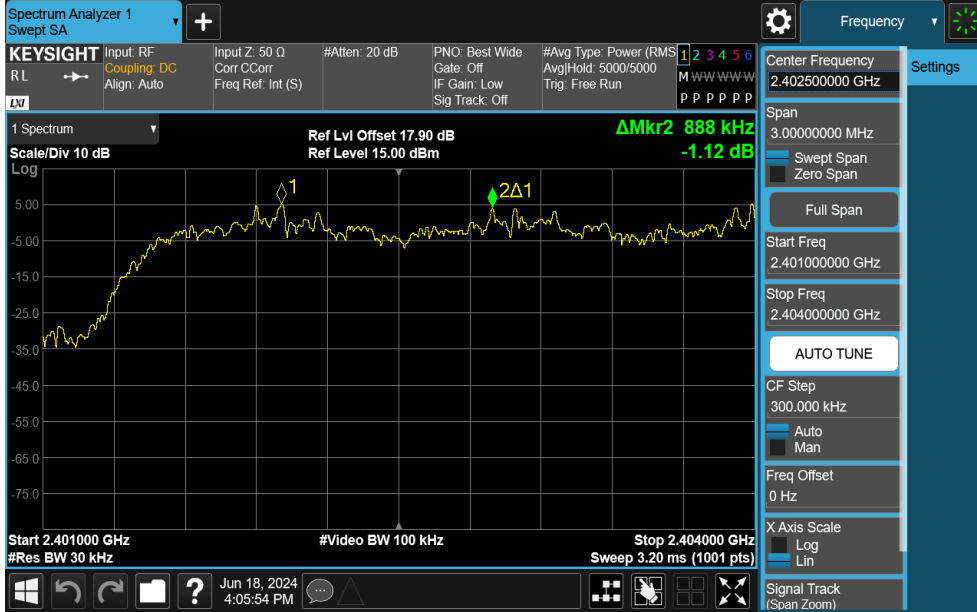 Spectrum Analyzer 1
Swept SA
+
Frequency
KEYSIGHT
R L
LXI
Input: RF
Coupling: DC
Align: Auto
Input Z: 50 Ω
Corr CCorr
Freq Ref: Int (S)
#Atten: 20 dB
PNO: Best Wide
Gate: Off
IF Gain: Low
Sig Track: Off
#Avg Type: Power (RMS
Avg|Hold: 5000/5000
Trig: Free Run
1 2 3 4 5 6
M W W W W W
P P P P P P
1 Spectrum
Scale/Div 10 dB
Log
Ref Lvl Offset 17.90 dB
Ref Level 15.00 dBm
ΔMkr2 888 kHz
-1.12 dB
1
2Δ1
5.00
-5.00
-15.0
-25.0
-35.0
-45.0
-55.0
-65.0
-75.0
Start 2.401000 GHz
#Res BW 30 kHz
#Video BW 100 kHz
Stop 2.404000 GHz
Sweep 3.20 ms (1001 pts)
Center Frequency
2.402500000 GHz
Span
3.00000000 MHz
Swept Span
Zero Span
Full Span
Start Freq
2.401000000 GHz
Stop Freq
2.404000000 GHz
AUTO TUNE
CF Step
300.000 kHz
Auto
Man
Freq Offset
0 Hz
X Axis Scale
Log
Lin
Signal Track
(Span Zoom)
Settings
?
Jun 18, 2024
4:05:54 PM